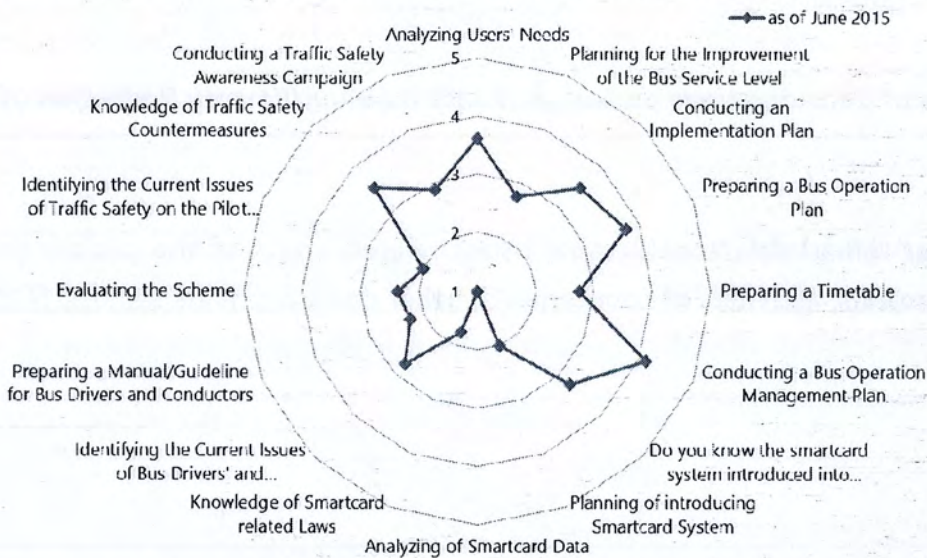 as of June 2015
Analyzing Users' Needs
Planning for the Improvement
of the Bus Service Level
Conducting an
Implementation Plan
Preparing a Bus Operation
Plan
Preparing a Timetable
Conducting a Bus Operation
Management Plan
Do you know the smartcard
system introduced into...
Planning of introducing
Smartcard System
Analyzing of Smartcard Data
Knowledge of Smartcard
related Laws
Identifying the Current Issues
of Bus Drivers' and...
Preparing a Manual/Guideline
for Bus Drivers and Conductors
Evaluating the Scheme
Identifying the Current Issues
of Traffic Safety on the Pilot...
Knowledge of Traffic Safety
Countermeasures
Conducting a Traffic Safety
Awareness Campaign
5
4
3
2
1